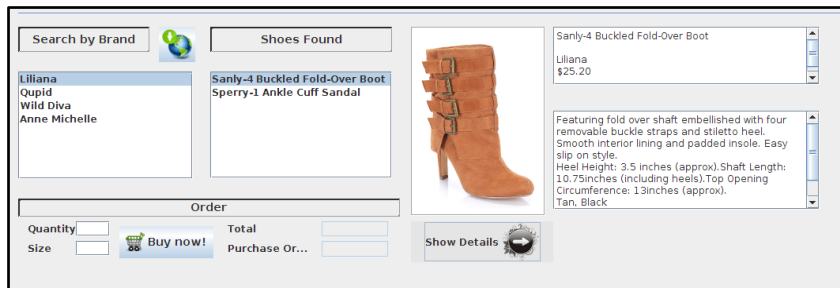 Search by Brand
Shoes Found
Liliana
Qupid
Wild Diva
Anne Michelle
Sanly-4 Buckled Fold-Over Boot
Sperry-1 Ankle Cuff Sandal
Sanly-4 Buckled Fold-Over Boot
Liliana
$25.20
Featuring fold over shaft embellished with four
removable buckle straps and stiletto heel.
Smooth interior lining and padded insole. Easy
slip on style.
Heel Height: 3.5 inches (approx).Shaft Length:
10.75inches (including heels).Top Opening
Circumference: 13inches (approx).
Tan, Black
Order
Quantity
Size
Buy now!
Total
Purchase Or...
Show Details